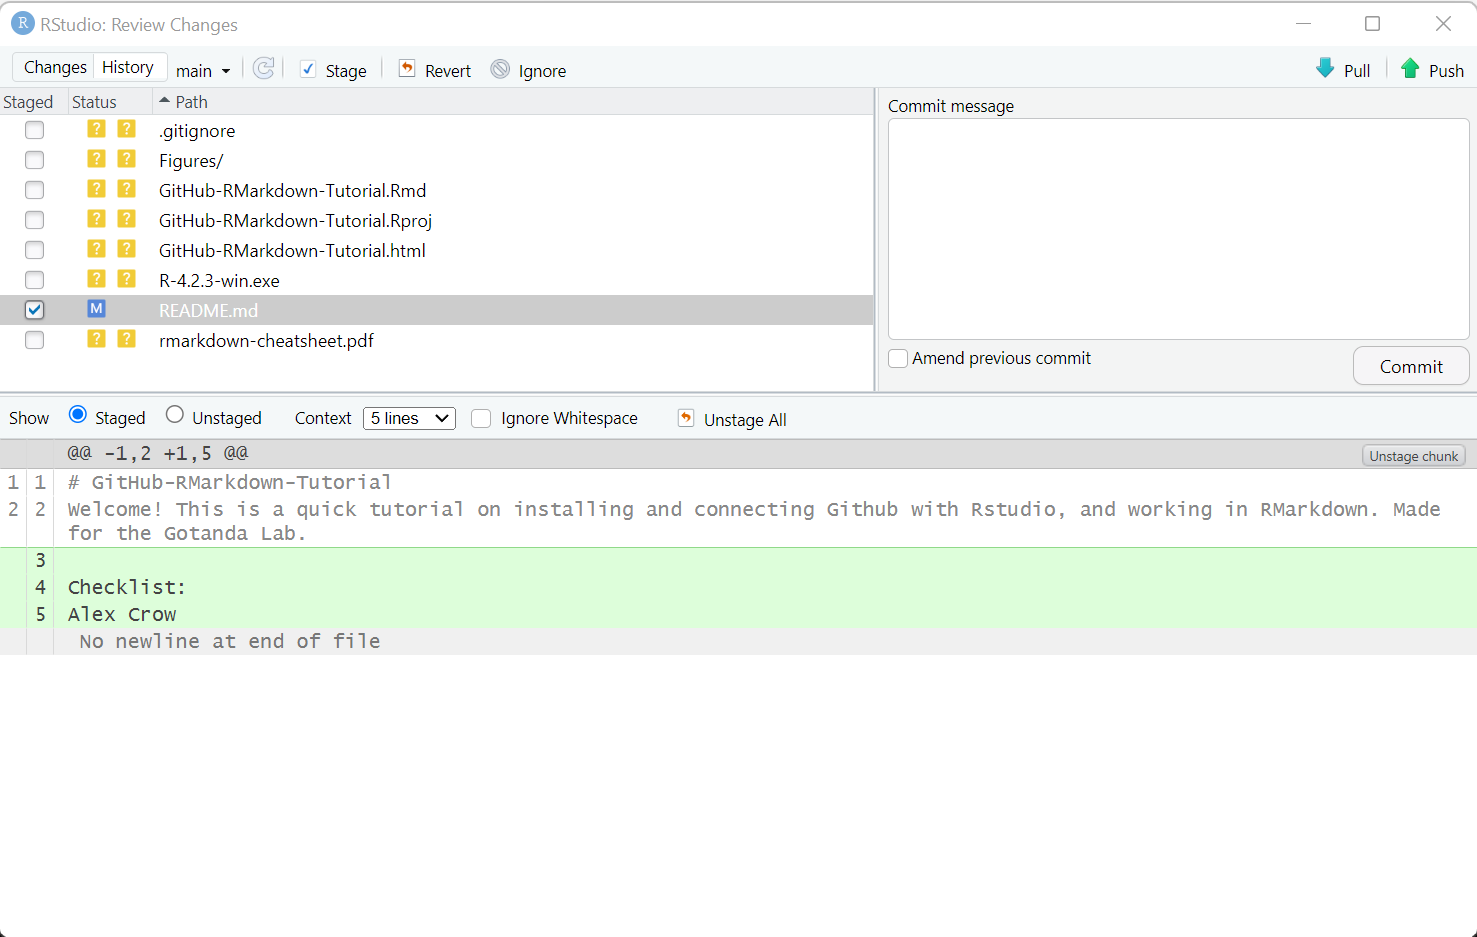 R RStudio: Review Changes
Changes History main Stage Revert Ignore Pull Push
Staged Status Path
? ? .gitignore
? ? Figures/
? ? GitHub-RMarkdown-Tutorial.Rmd
? ? GitHub-RMarkdown-Tutorial.Rproj
? ? GitHub-RMarkdown-Tutorial.html
? ? R-4.2.3-win.exe
M README.md
? ? rmarkdown-cheatsheet.pdf
Commit message
Amend previous commit
Commit
Show Staged Unstaged Context 5 lines Ignore Whitespace Unstage All
@@ -1,2 +1,5 @@ Unstage chunk
1 1 # GitHub-RMarkdown-Tutorial
2 2 Welcome! This is a quick tutorial on installing and connecting Github with Rstudio, and working in RMarkdown. Made
for the Gotanda Lab.
3
4 Checklist:
5 Alex Crow
No newline at end of file